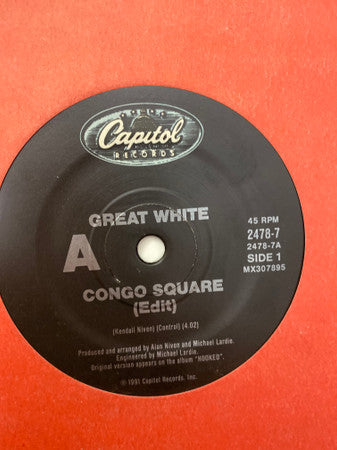 Capitol
RECORDS
GREAT WHITE
A
45 RPM
2478-7
2478-7A
SIDE 1
MX307895
CONGO SQUARE
(Edit)
(Kendall Niven) (Control) (4.02)
Produced and arranged by Alan Niven and Michael Lardie.
Engineered by Michael Lardie.
Original version appears on the album "HOOKED".
℗ 1991 Capitol Records, Inc.